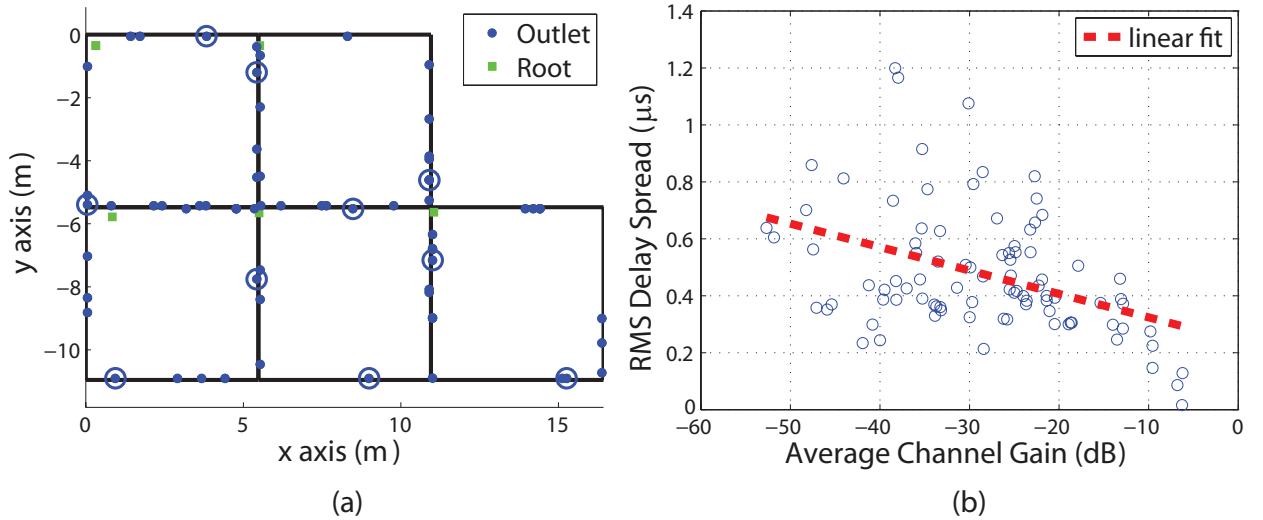 0
−2
−4
−6
−8
−10
0
5
10
15
y axis (m)
x axis (m)
Outlet
Root
(a)
1.4
1.2
1
0.8
0.6
0.4
0.2
0
−60
−50
−40
−30
−20
−10
0
RMS Delay Spread (μs)
Average Channel Gain (dB)
linear fit
(b)